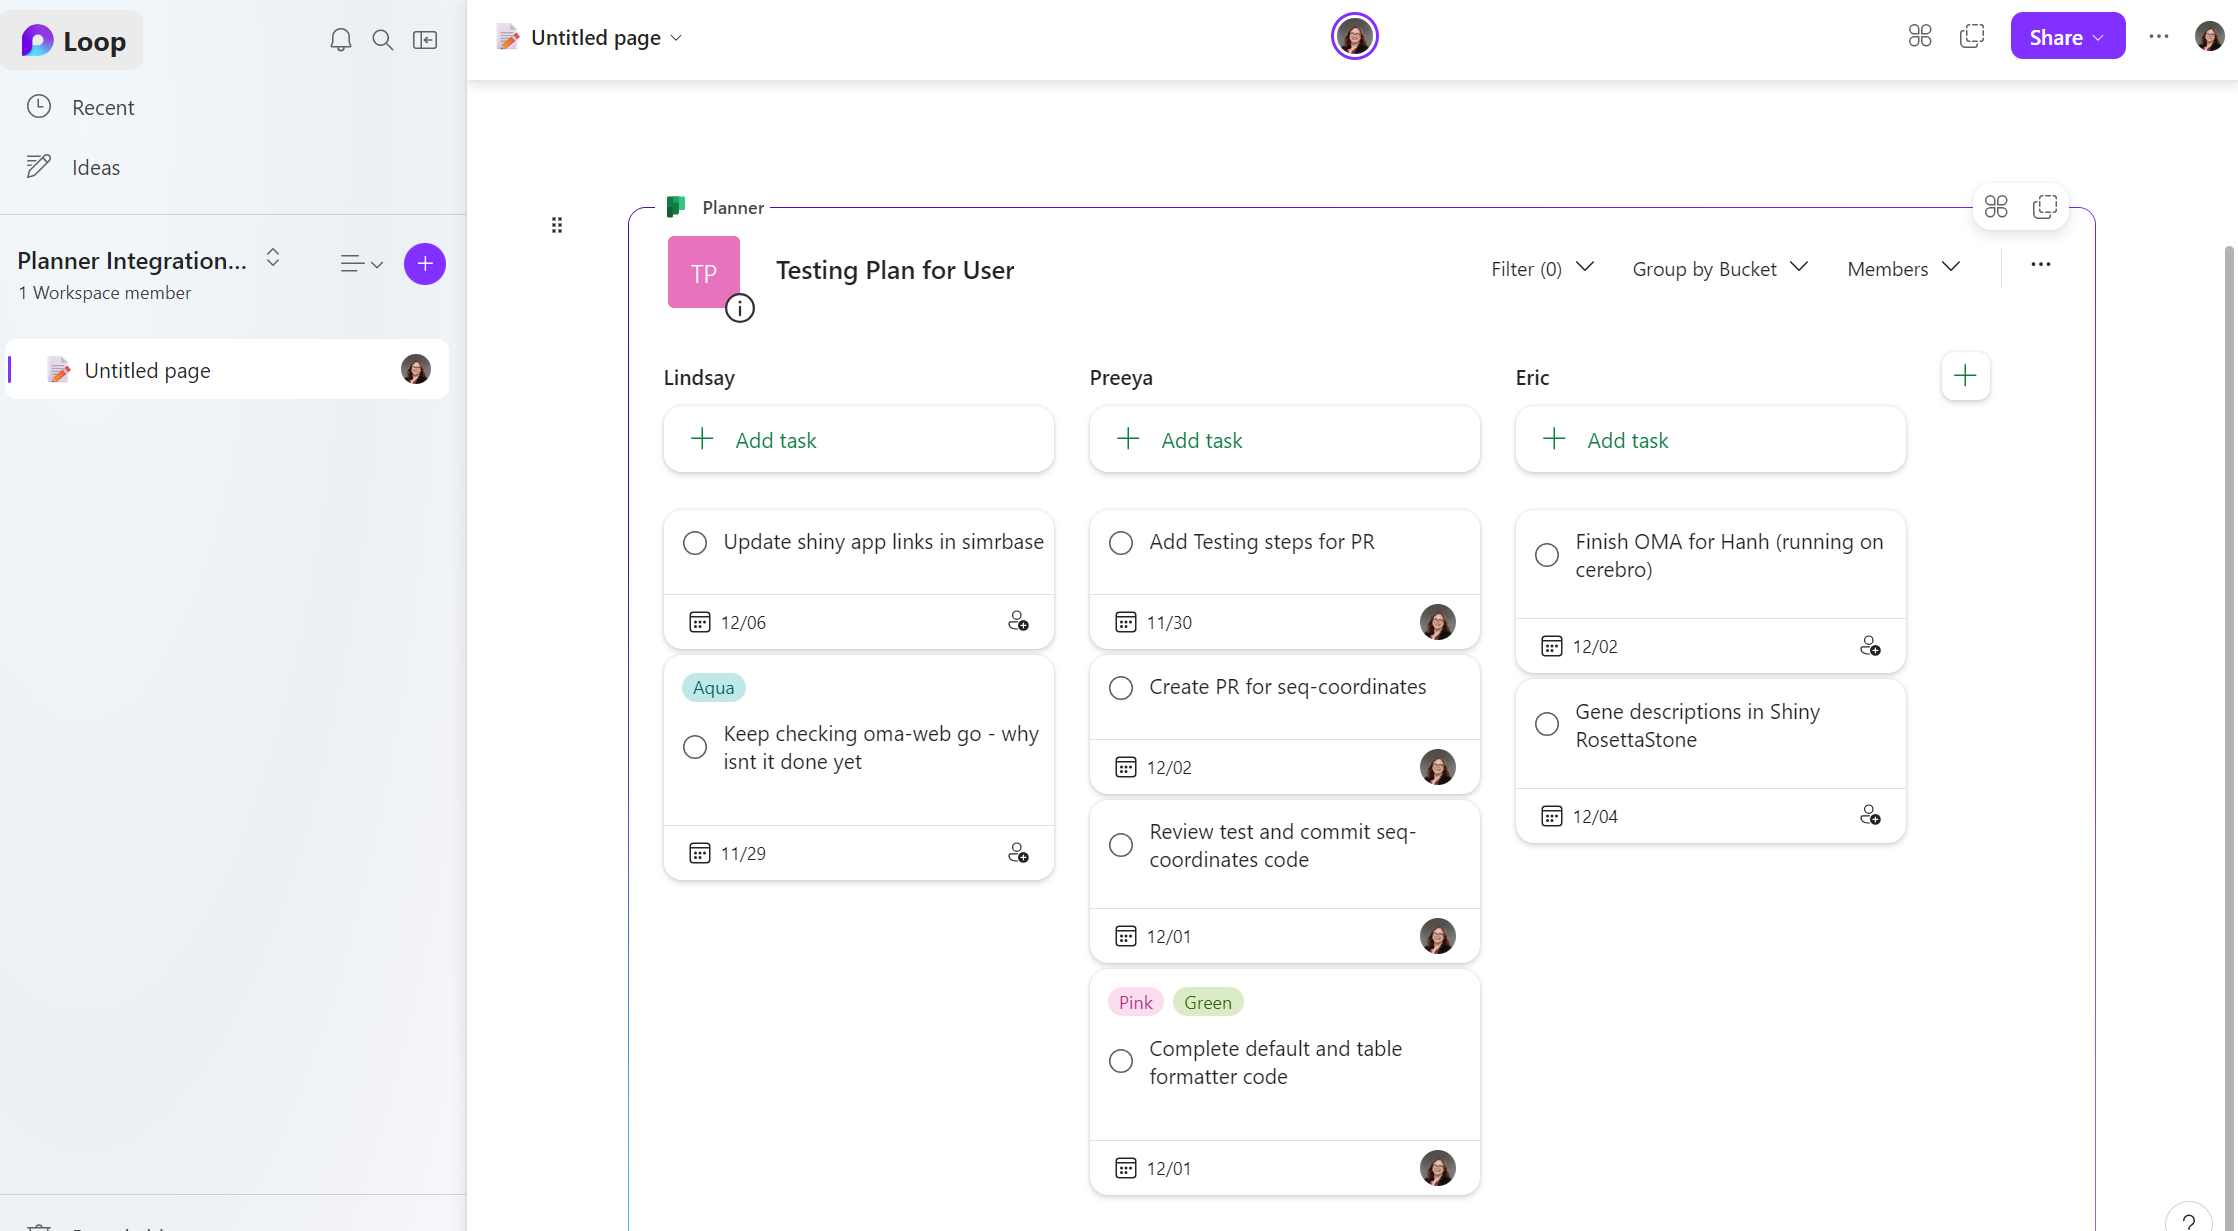 Loop
Recent
Ideas
Planner Integration...
1 Workspace member
Untitled page
Untitled page
Share
Planner
TP
Testing Plan for User
Filter (0)
Group by Bucket
Members
Lindsay
Add task
Update shiny app links in simrbase
12/06
Aqua
Keep checking oma-web go - why
isnt it done yet
11/29
Preeya
Add task
Add Testing steps for PR
11/30
Create PR for seq-coordinates
12/02
Review test and commit seq-
coordinates code
12/01
Pink Green
Complete default and table
formatter code
12/01
Eric
Add task
Finish OMA for Hanh (running on
cerebro)
12/02
Gene descriptions in Shiny
RosettaStone
12/04
?